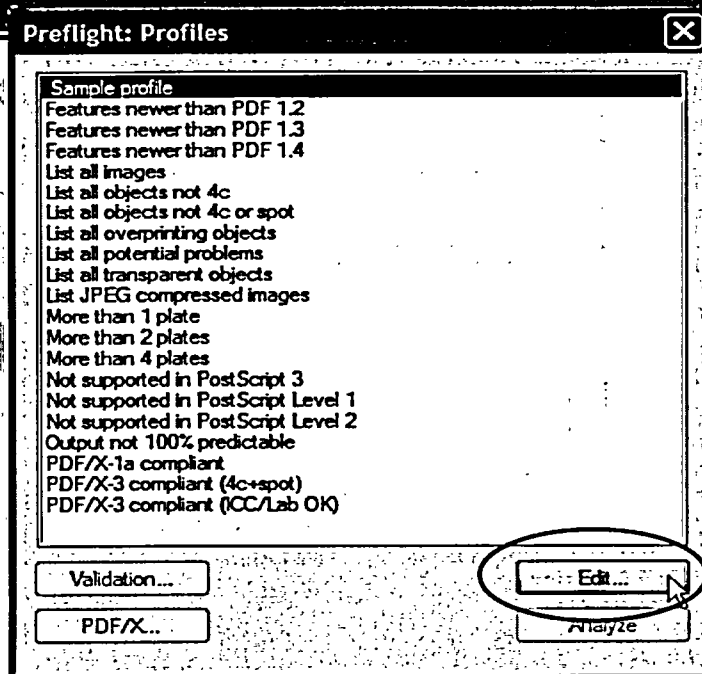 Preflight: Profiles
Sample profile
Features newer than PDF 1.2
Features newer than PDF 1.3
Features newer than PDF 1.4
List all images
List all objects not 4c
List all objects not 4c or spot
List all overprinting objects
List all potential problems
List all transparent objects
List JPEG compressed images
More than 1 plate
More than 2 plates
More than 4 plates
Not supported in PostScript 3
Not supported in PostScript Level 1
Not supported in PostScript Level 2
Output not 100% predictable
PDF/X-1a compliant
PDF/X-3 compliant (4c+spot)
PDF/X-3 compliant (ICC/Lab OK)
Validation... Edit...
PDF/X... Analyze